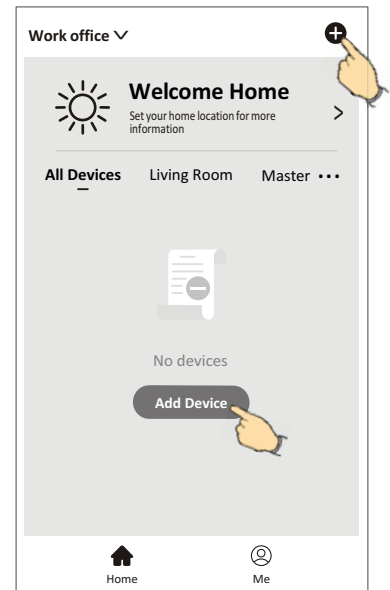 Work office
Welcome Home
Set your home location for more
information
All Devices Living Room Master
No devices
Add Device
Home Me